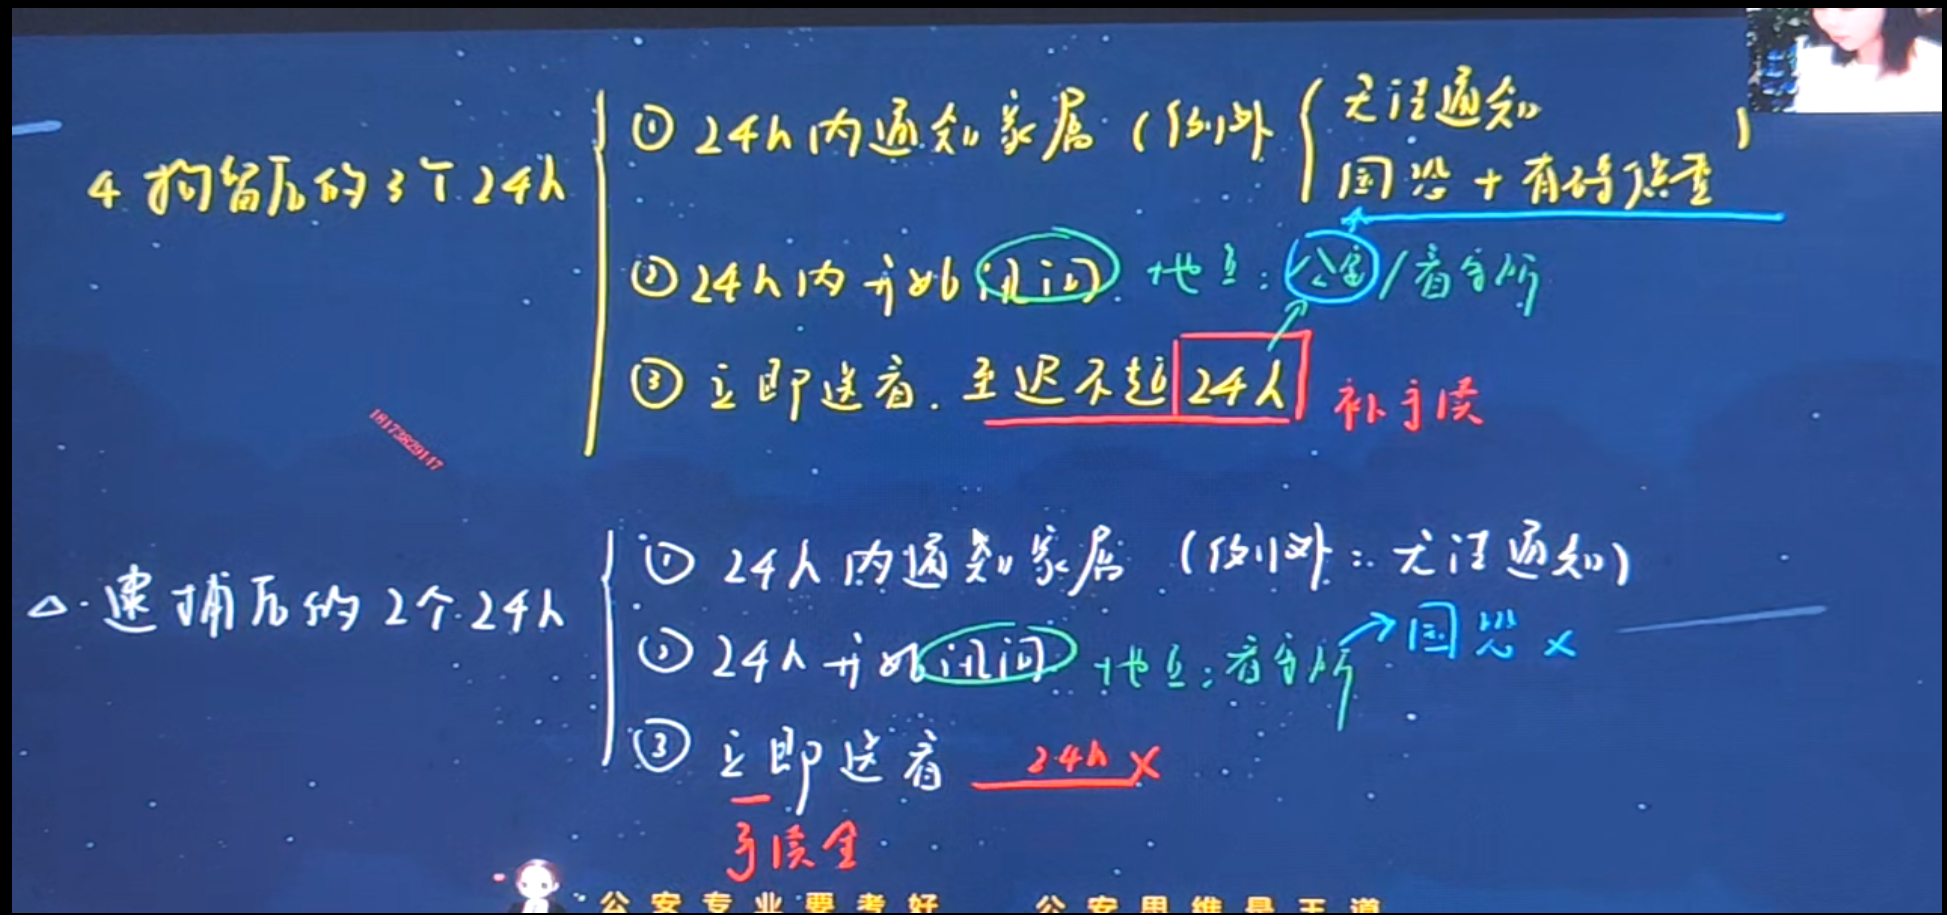 ① 24h内通知家属（例外 { 无法通知
国恐 + 有碍侦查 ）
4 拘留后的3个24h
② 24h内开始讯问. 地点：公安/看守所
③ 立即送看. 至迟不超24h 补手续
18173829147
① 24h内通知家属（例外：无法通知）
△. 逮捕后的2个24h
② 24h开始讯问 地点：看守所 → 国恐 ×
③ 立即送看 24h ×
手续全
公安专业要考好 公安思维是王道